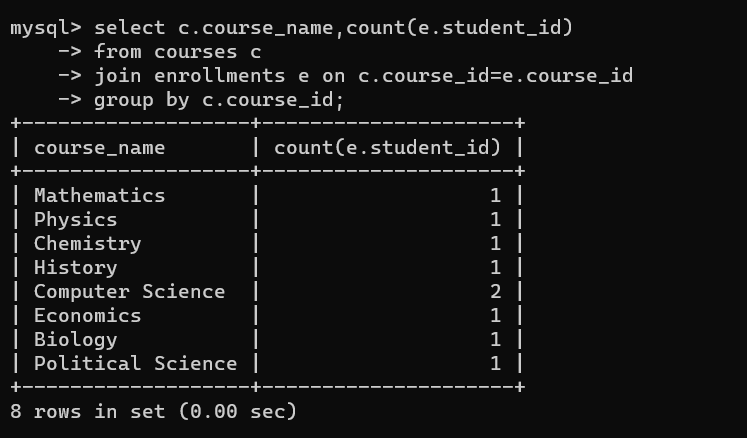 mysql> select c.course_name,count(e.student_id)
    -> from courses c
    -> join enrollments e on c.course_id=e.course_id
    -> group by c.course_id;
+-------------------+---------------------+
| course_name       | count(e.student_id) |
+-------------------+---------------------+
| Mathematics       |                   1 |
| Physics           |                   1 |
| Chemistry         |                   1 |
| History           |                   1 |
| Computer Science  |                   2 |
| Economics         |                   1 |
| Biology           |                   1 |
| Political Science |                   1 |
+-------------------+---------------------+
8 rows in set (0.00 sec)